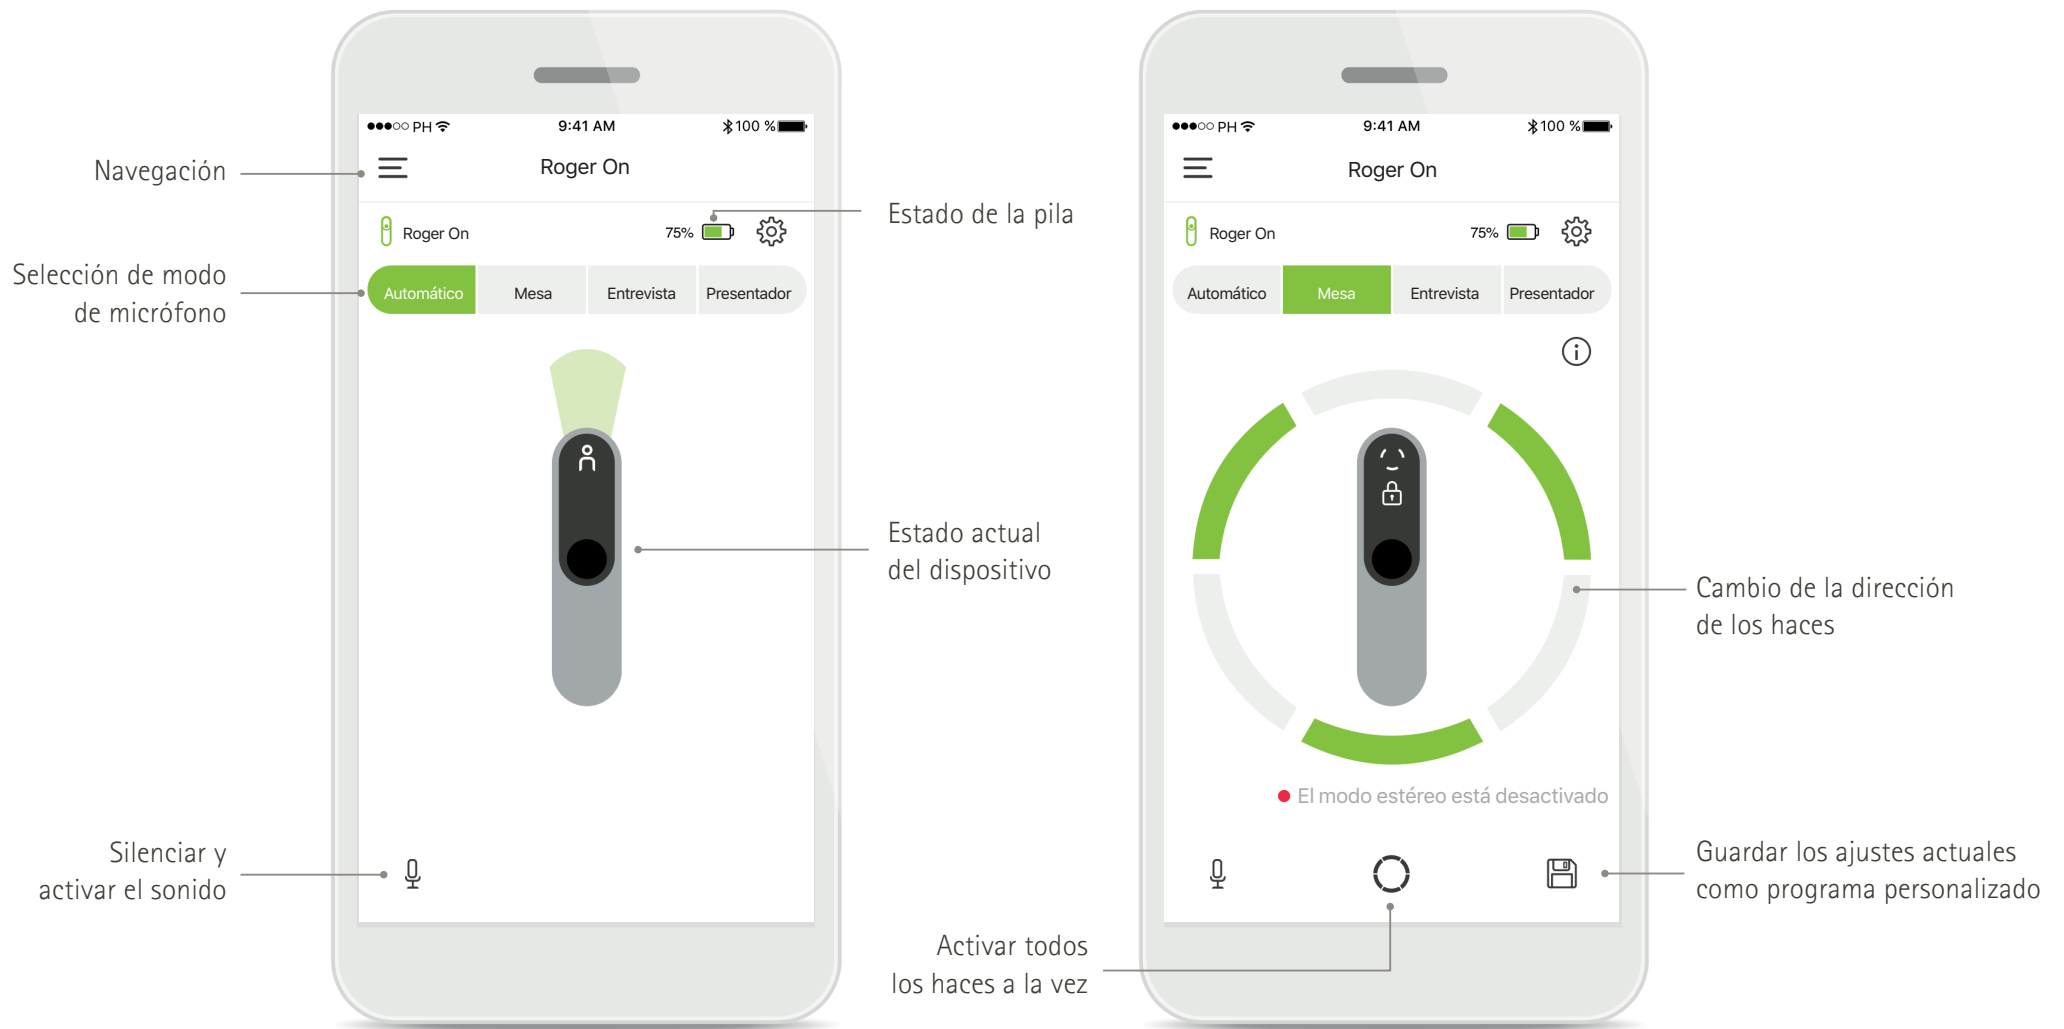 Navegación
Selección de modo
de micrófono
Silenciar y
activar el sonido
PH
9:41 AM
100 %
Roger On
Roger On
75%
Automático
Mesa
Entrevista
Presentador
Estado de la pila
Estado actual
del dispositivo
Activar todos
los haces a la vez
PH
9:41 AM
100 %
Roger On
Roger On
75%
Automático
Mesa
Entrevista
Presentador
El modo estéreo está desactivado
Cambio de la dirección
de los haces
Guardar los ajustes actuales
como programa personalizado